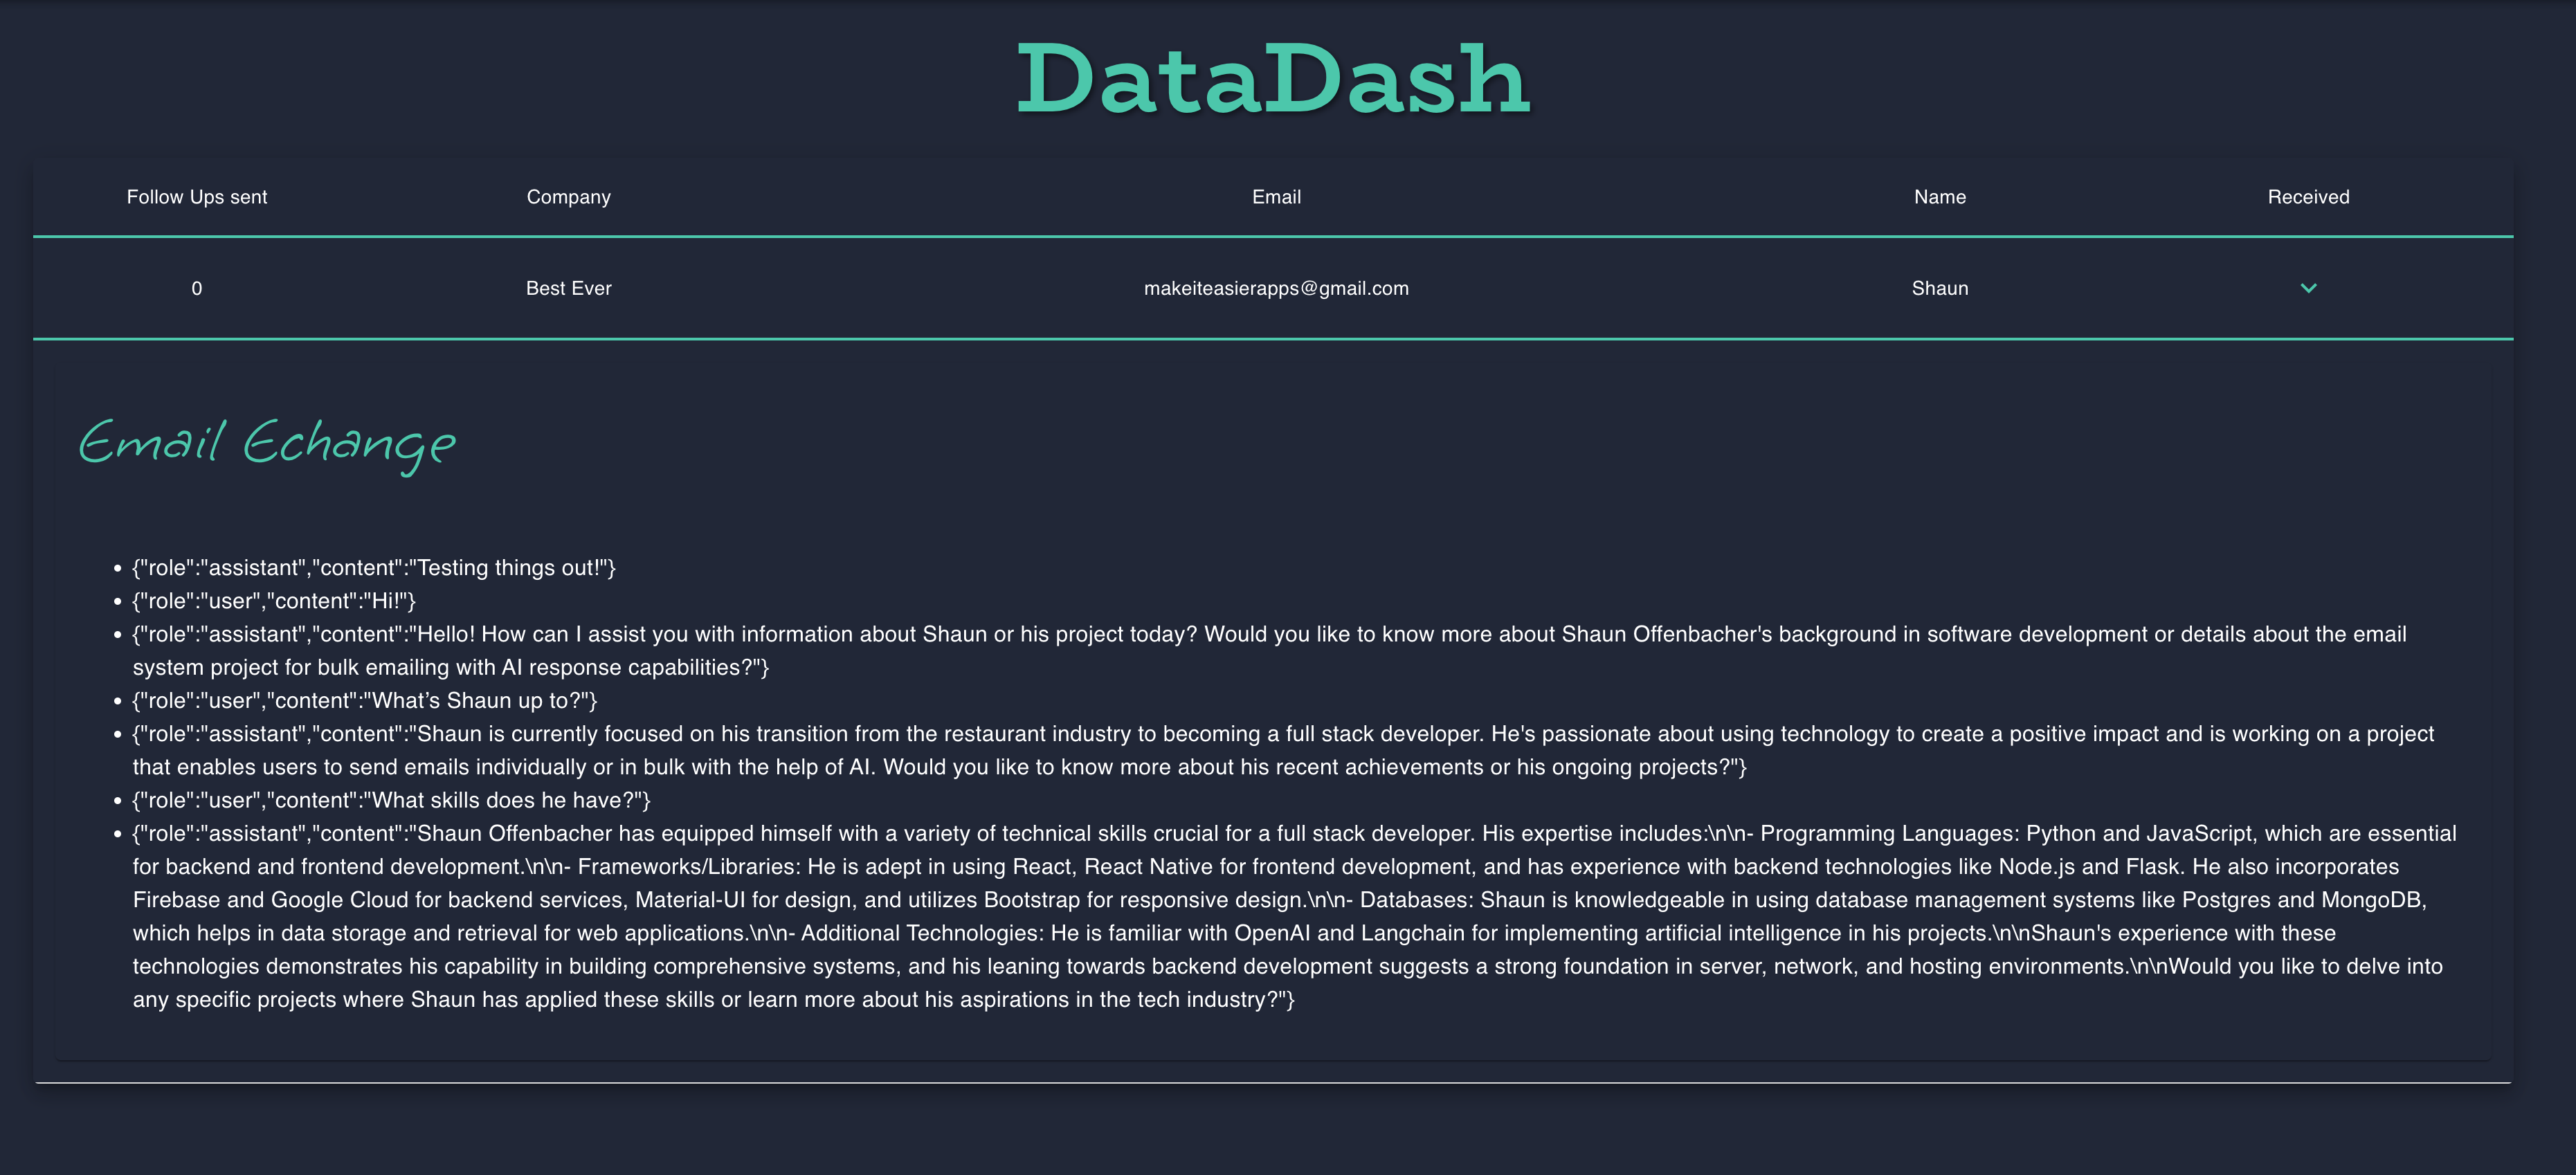 DataDash
Follow Ups sent Company Email Name Received
0 Best Ever makeiteasierapps@gmail.com Shaun
Email Echange
• {"role":"assistant","content":"Testing things out!"}
• {"role":"user","content":"Hi!"}
• {"role":"assistant","content":"Hello! How can I assist you with information about Shaun or his project today? Would you like to know more about Shaun Offenbacher's background in software development or details about the email
system project for bulk emailing with AI response capabilities?"}
• {"role":"user","content":"What’s Shaun up to?"}
• {"role":"assistant","content":"Shaun is currently focused on his transition from the restaurant industry to becoming a full stack developer. He's passionate about using technology to create a positive impact and is working on a project
that enables users to send emails individually or in bulk with the help of AI. Would you like to know more about his recent achievements or his ongoing projects?"}
• {"role":"user","content":"What skills does he have?"}
• {"role":"assistant","content":"Shaun Offenbacher has equipped himself with a variety of technical skills crucial for a full stack developer. His expertise includes:\n\n- Programming Languages: Python and JavaScript, which are essential
for backend and frontend development.\n\n- Frameworks/Libraries: He is adept in using React, React Native for frontend development, and has experience with backend technologies like Node.js and Flask. He also incorporates
Firebase and Google Cloud for backend services, Material-UI for design, and utilizes Bootstrap for responsive design.\n\n- Databases: Shaun is knowledgeable in using database management systems like Postgres and MongoDB,
which helps in data storage and retrieval for web applications.\n\n- Additional Technologies: He is familiar with OpenAI and Langchain for implementing artificial intelligence in his projects.\n\nShaun's experience with these
technologies demonstrates his capability in building comprehensive systems, and his leaning towards backend development suggests a strong foundation in server, network, and hosting environments.\n\nWould you like to delve into
any specific projects where Shaun has applied these skills or learn more about his aspirations in the tech industry?"}